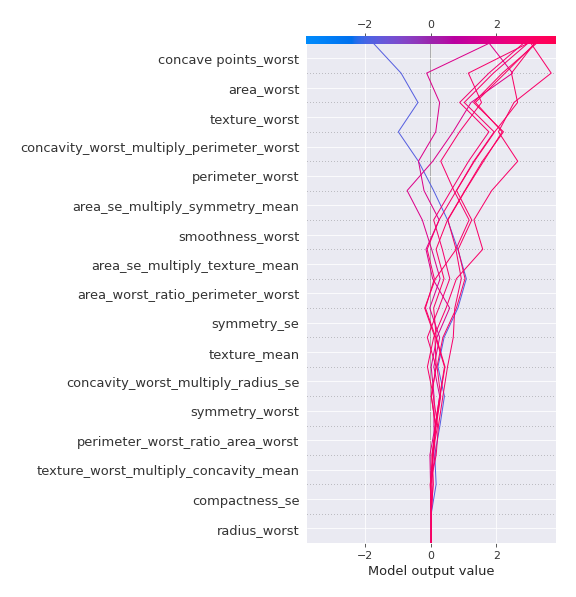 −2 0 2
concave points_worst
area_worst
texture_worst
concavity_worst_multiply_perimeter_worst
perimeter_worst
area_se_multiply_symmetry_mean
smoothness_worst
area_se_multiply_texture_mean
area_worst_ratio_perimeter_worst
symmetry_se
texture_mean
concavity_worst_multiply_radius_se
symmetry_worst
perimeter_worst_ratio_area_worst
texture_worst_multiply_concavity_mean
compactness_se
radius_worst
−2 0 2
Model output value